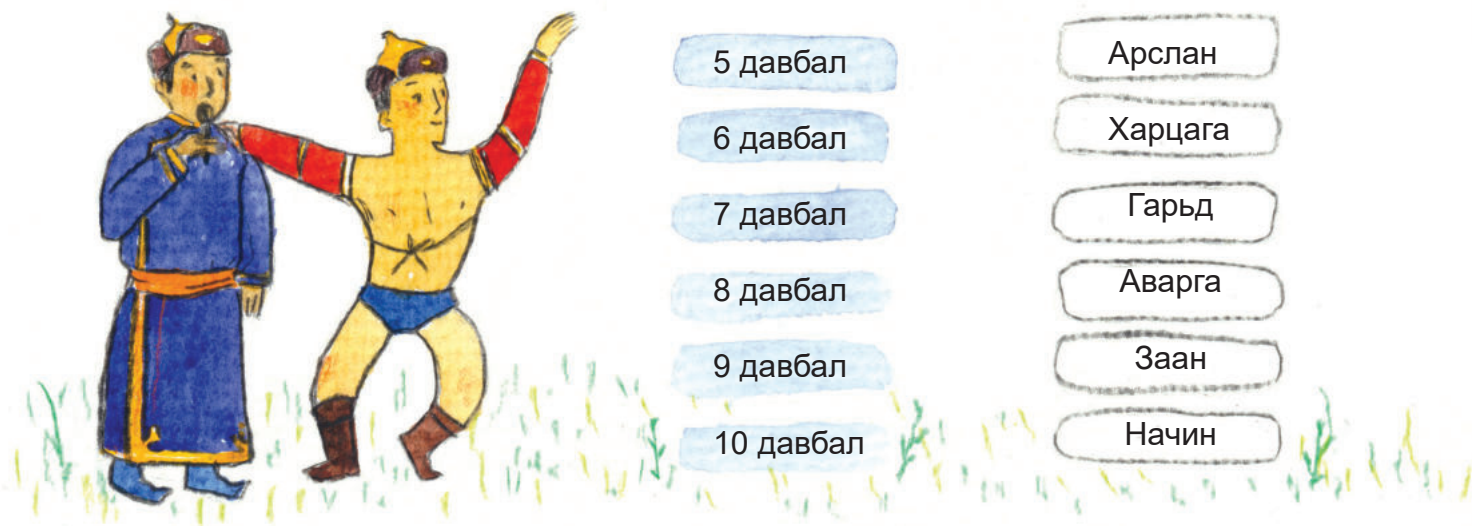 5 давбал
6 давбал
7 давбал
8 давбал
9 давбал
10 давбал
Арслан
Харцага
Гарьд
Аварга
Заан
Начин